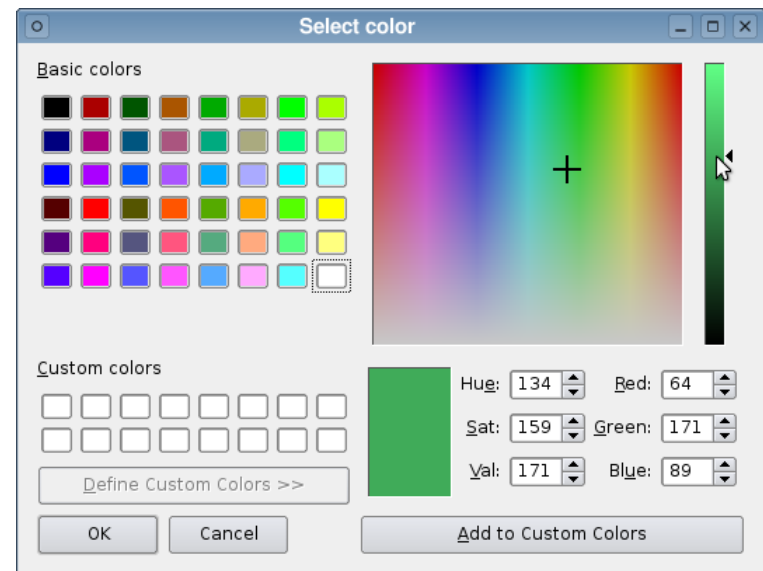 Select color
Basic colors
Custom colors
Define Custom Colors >>
OK
Cancel
Hue: 134
Red: 64
Sat: 159
Green: 171
Val: 171
Blue: 89
Add to Custom Colors